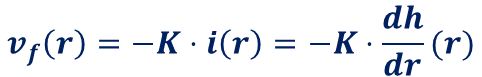 v_f(r) = −K · i(r) = −K · dh/dr (r)